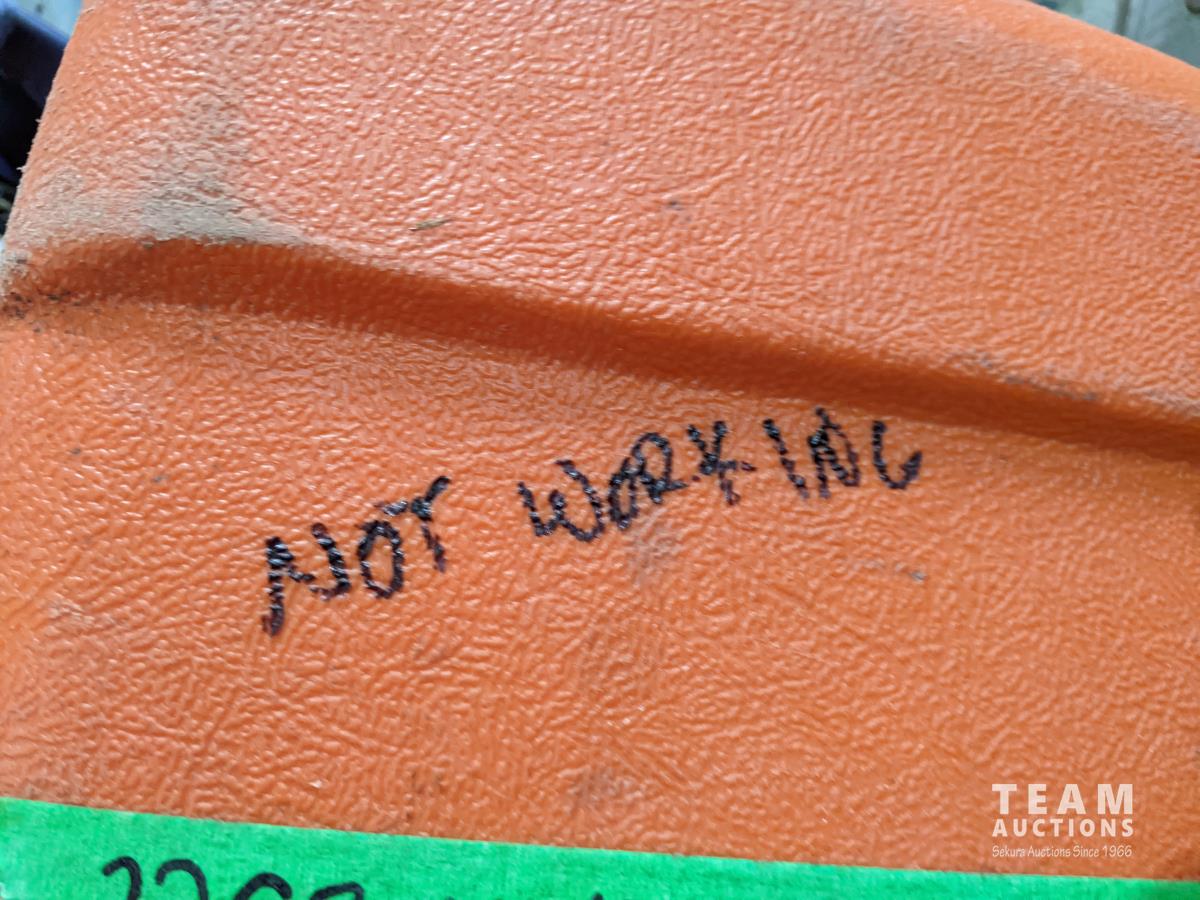 NOT WORKING
TEAM
AUCTIONS
Sekura Auctions Since 1966